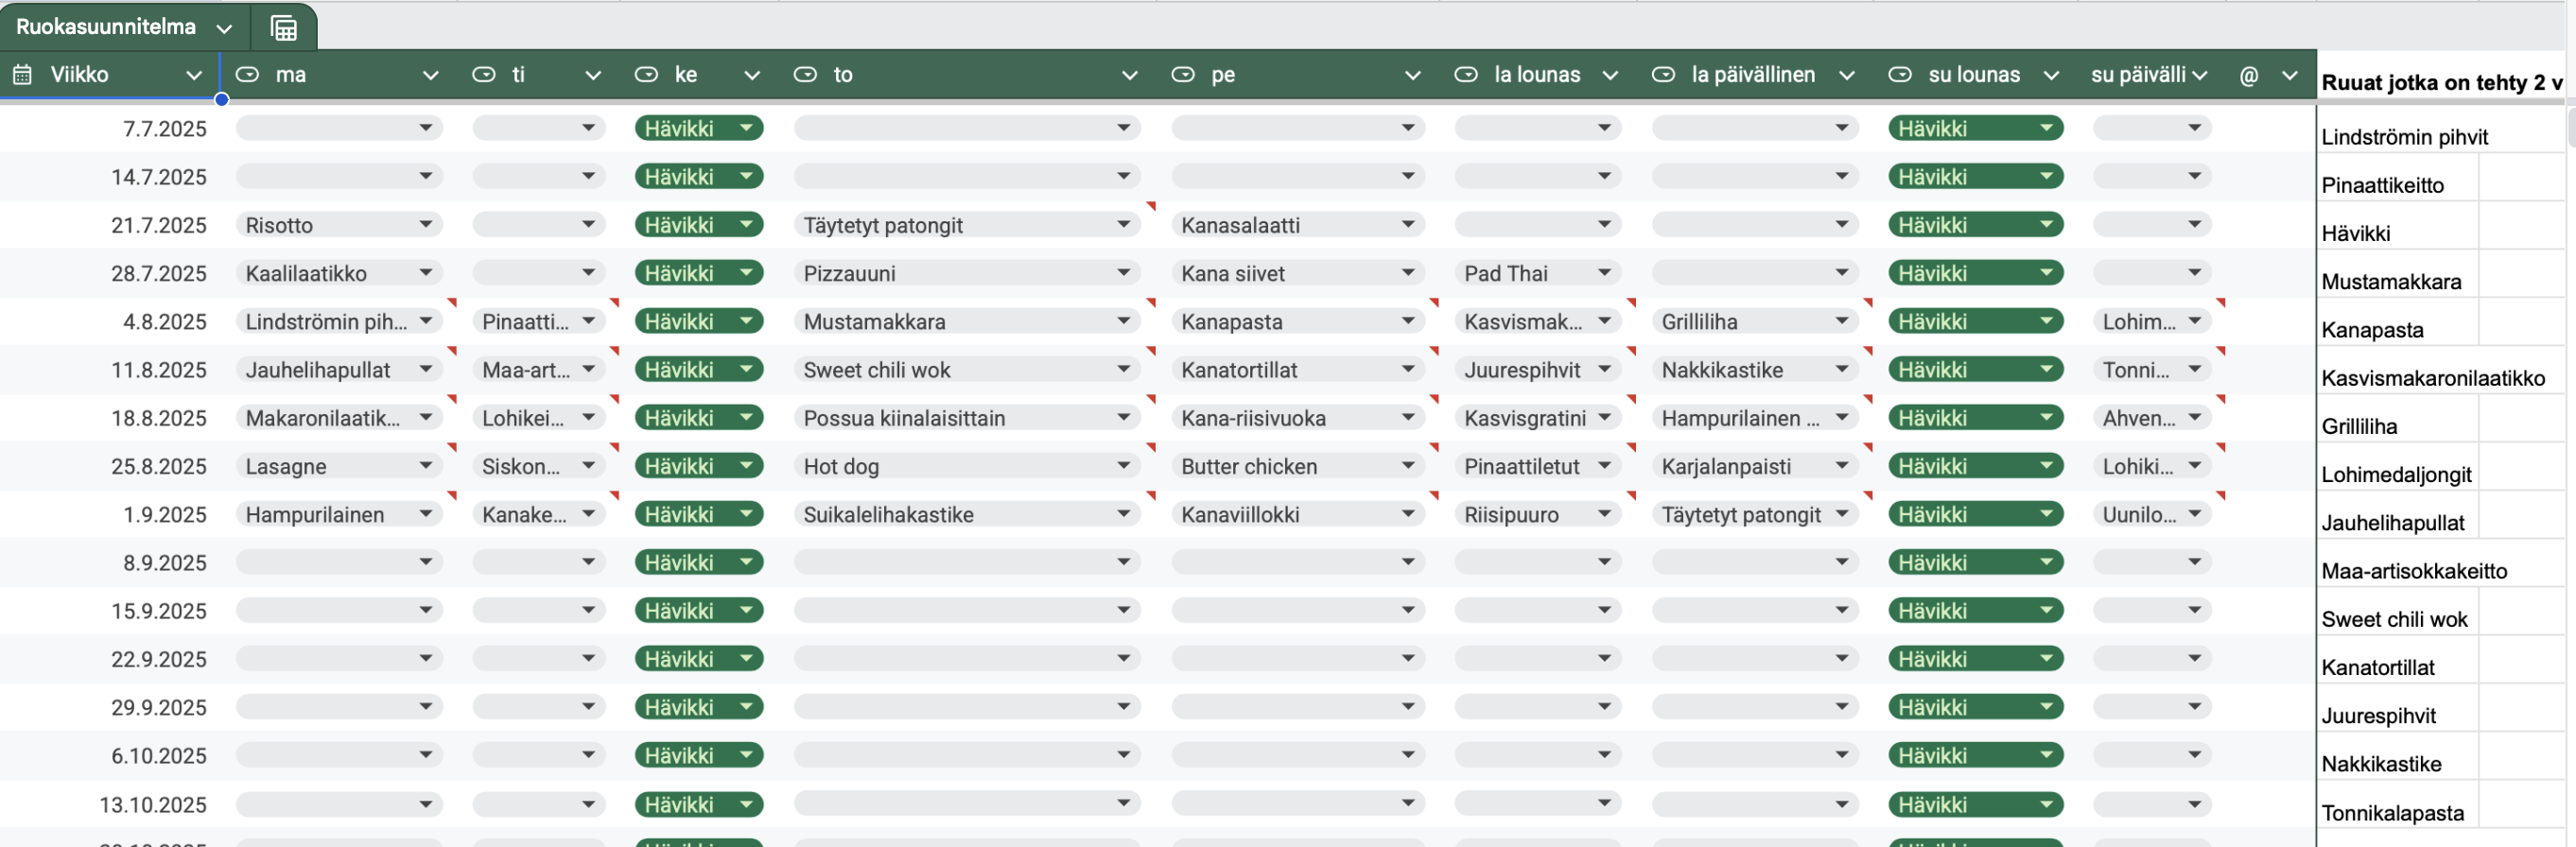 Ruokasuunnitelma
Viikko ma ti ke to pe la lounas la päivällinen su lounas su päivälli @ Ruuat jotka on tehty 2 v
7.7.2025 Hävikki Hävikki Lindströmin pihvit
14.7.2025 Hävikki Hävikki Pinaattikeitto
21.7.2025 Risotto Hävikki Täytetyt patongit Kanasalaatti Hävikki Hävikki
28.7.2025 Kaalilaatikko Hävikki Pizzauuni Kana siivet Pad Thai Hävikki Mustamakkara
4.8.2025 Lindströmin pih... Pinaatti... Hävikki Mustamakkara Kanapasta Kasvismak... Grilliliha Hävikki Lohim... Kanapasta
11.8.2025 Jauhelihapullat Maa-art... Hävikki Sweet chili wok Kanatortillat Juurespihvit Nakkikastike Hävikki Tonni... Kasvismakaronilaatikko
18.8.2025 Makaronilaatik... Lohikei... Hävikki Possua kiinalaisittain Kana-riisivuoka Kasvisgratini Hampurilainen ... Hävikki Ahven... Grilliliha
25.8.2025 Lasagne Siskon... Hävikki Hot dog Butter chicken Pinaattiletut Karjalanpaisti Hävikki Lohiki... Lohimedaljongit
1.9.2025 Hampurilainen Kanake... Hävikki Suikalelihakastike Kanaviillokki Riisipuuro Täytetyt patongit Hävikki Uunilo... Jauhelihapullat
8.9.2025 Hävikki Hävikki Maa-artisokkakeitto
15.9.2025 Hävikki Hävikki Sweet chili wok
22.9.2025 Hävikki Hävikki Kanatortillat
29.9.2025 Hävikki Hävikki Juurespihvit
6.10.2025 Hävikki Hävikki Nakkikastike
13.10.2025 Hävikki Hävikki Tonnikalapasta